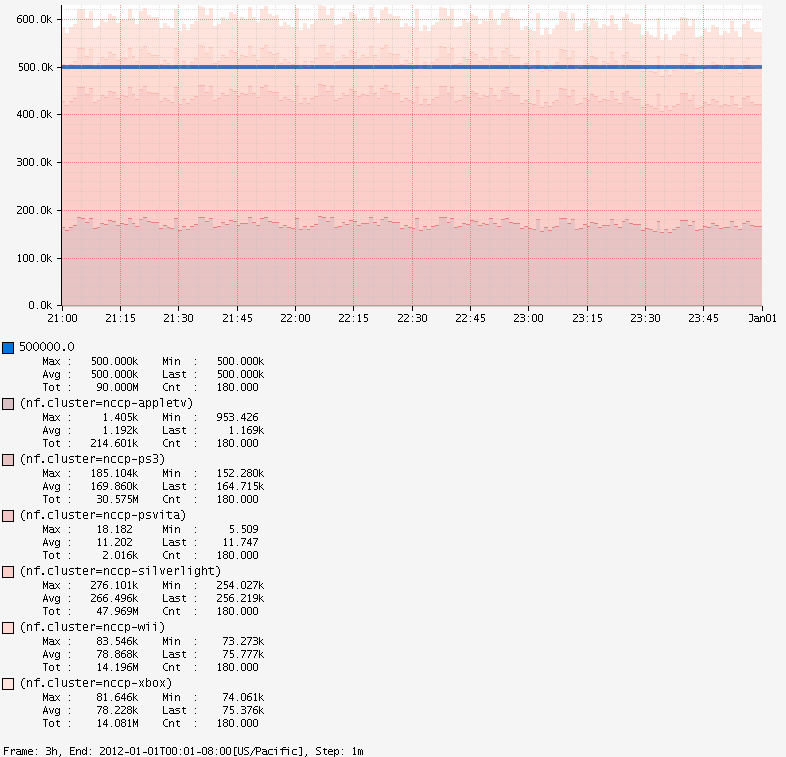 600.0k
500.0k
400.0k
300.0k
200.0k
100.0k
0.0k
21:00 21:15 21:30 21:45 22:00 22:15 22:30 22:45 23:00 23:15 23:30 23:45 Jan01
500000.0
Max : 500.000k Min : 500.000k
Avg : 500.000k Last : 500.000k
Tot : 90.000M Cnt : 180.000
(nf.cluster=nccp-appletv)
Max : 1.405k Min : 953.426
Avg : 1.192k Last : 1.169k
Tot : 214.601k Cnt : 180.000
(nf.cluster=nccp-ps3)
Max : 185.104k Min : 152.280k
Avg : 169.860k Last : 164.715k
Tot : 30.575M Cnt : 180.000
(nf.cluster=nccp-psvita)
Max : 18.182 Min : 5.509
Avg : 11.202 Last : 11.747
Tot : 2.016k Cnt : 180.000
(nf.cluster=nccp-silverlight)
Max : 276.101k Min : 254.027k
Avg : 266.496k Last : 256.219k
Tot : 47.969M Cnt : 180.000
(nf.cluster=nccp-wii)
Max : 83.546k Min : 73.273k
Avg : 78.868k Last : 75.777k
Tot : 14.196M Cnt : 180.000
(nf.cluster=nccp-xbox)
Max : 81.646k Min : 74.061k
Avg : 78.228k Last : 75.376k
Tot : 14.081M Cnt : 180.000
Frame: 3h, End: 2012-01-01T00:01-08:00[US/Pacific], Step: 1m